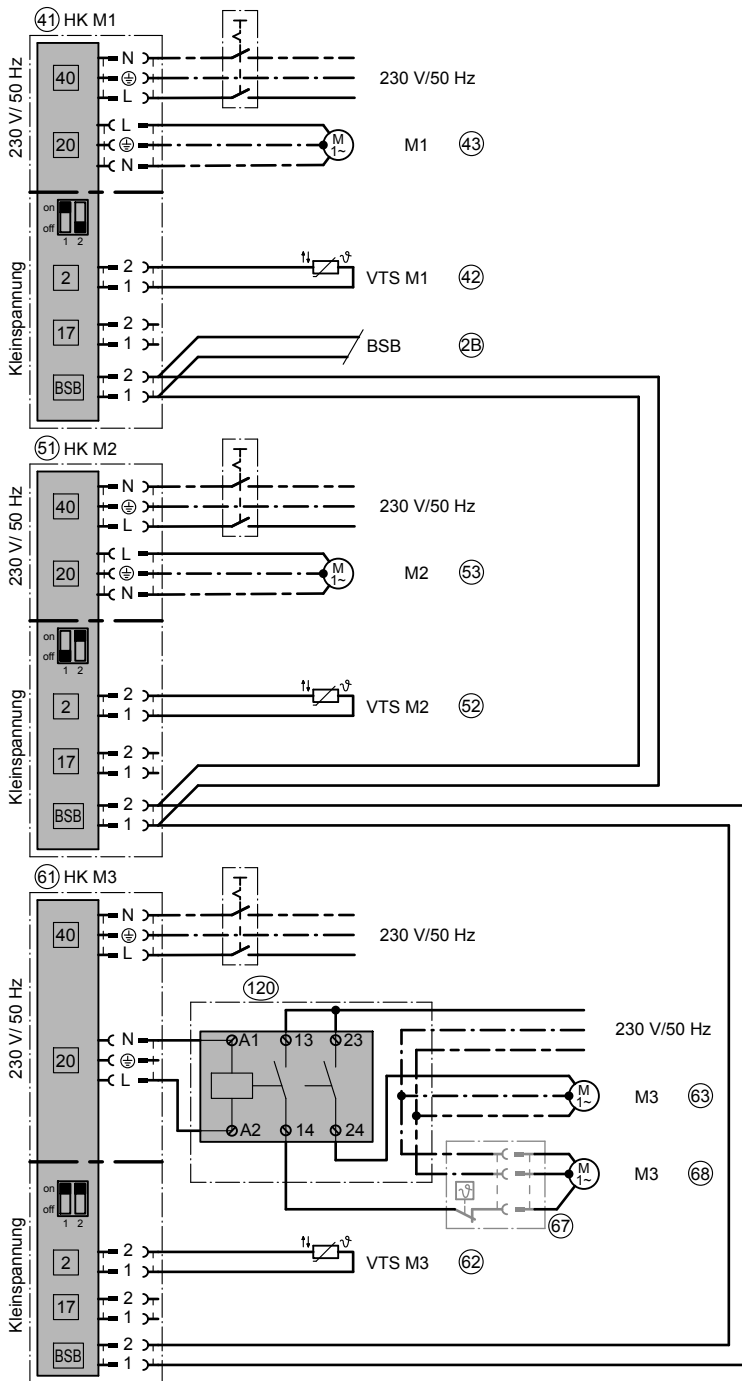 41 HK M1
230 V/ 50 Hz
40
N
L
230 V/50 Hz
20
L
N
M
1~
M1 43
on
off
1 2
Kleinspannung
2
2
1
ϑ
VTS M1 42
17
2
1
BSB 2B
BSB
2
1
51 HK M2
230 V/ 50 Hz
40
N
L
230 V/50 Hz
20
L
N
M
1~
M2 53
on
off
1 2
Kleinspannung
2
2
1
ϑ
VTS M2 52
17
2
1
BSB
2
1
61 HK M3
230 V/ 50 Hz
40
N
L
230 V/50 Hz
120
20
N
L
A1 13 23
A2 14 24
230 V/50 Hz
M
1~
M3 63
M
1~
M3 68
ϑ
67
on
off
1 2
Kleinspannung
2
2
1
ϑ
VTS M3 62
17
2
1
BSB
2
1